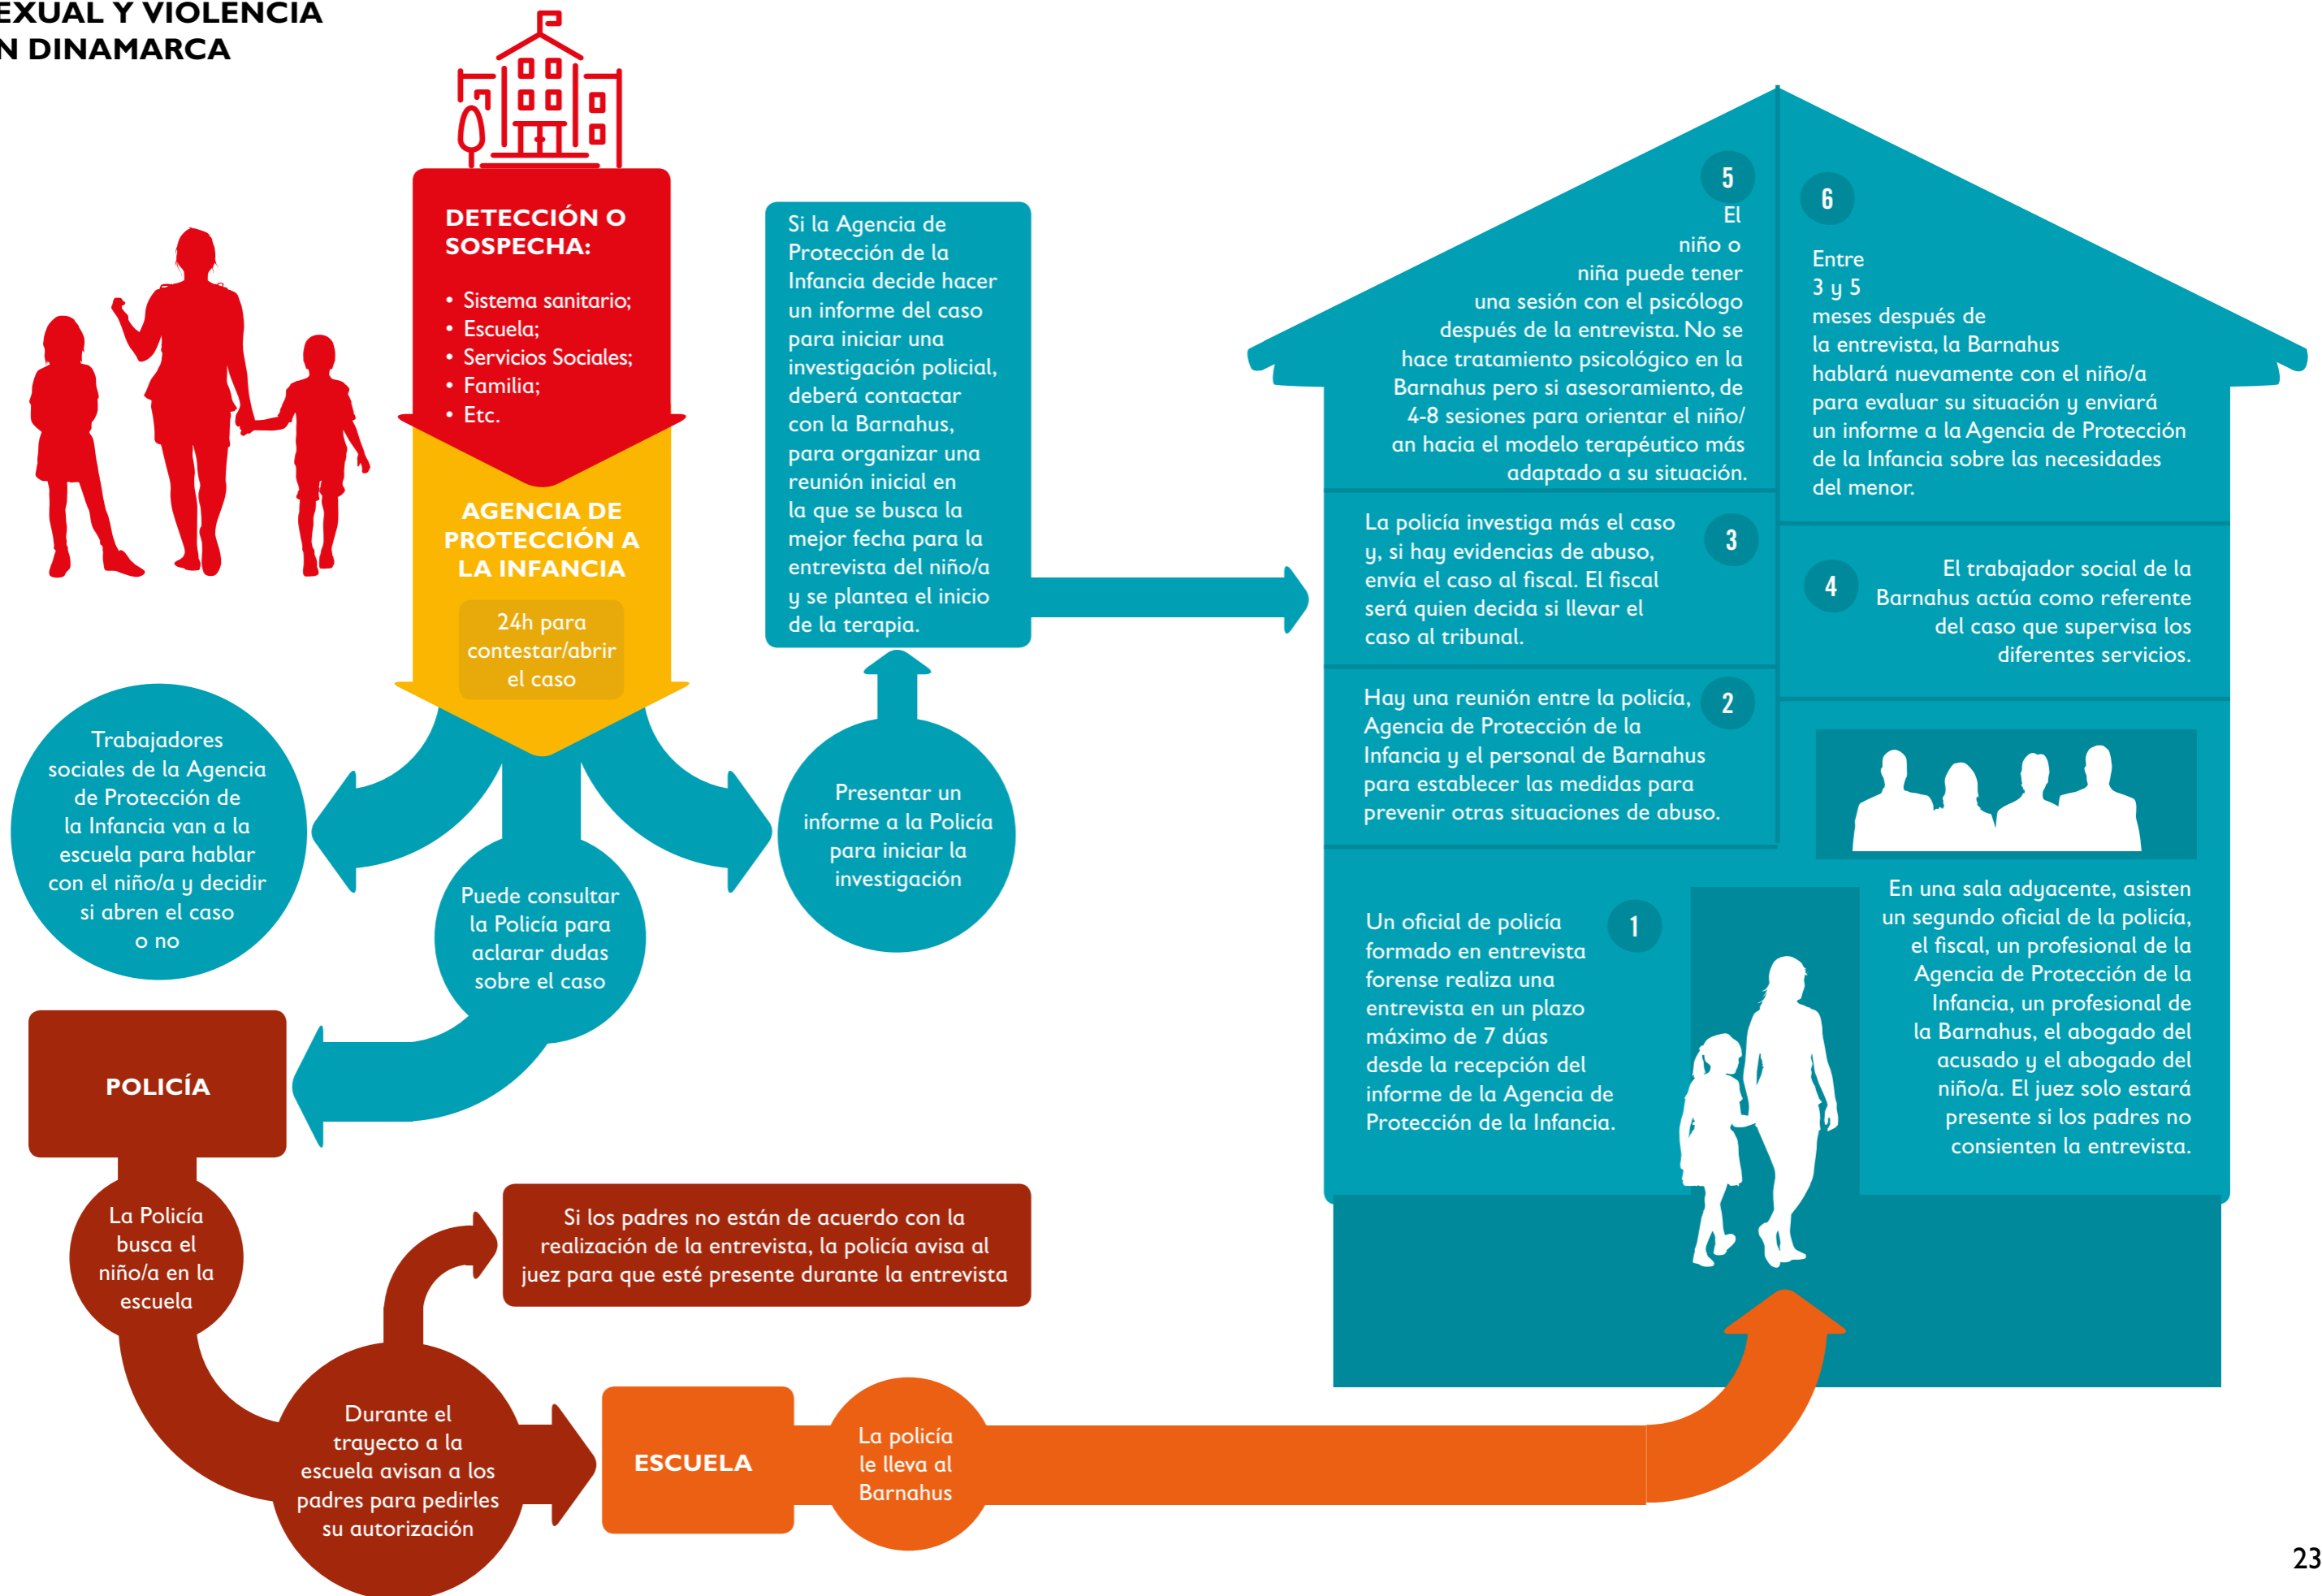 EXUAL Y VIOLENCIA
N DINAMARCA
DETECCIÓN O
SOSPECHA:
• Sistema sanitario;
• Escuela;
• Servicios Sociales;
• Familia;
• Etc.
AGENCIA DE
PROTECCIÓN A
LA INFANCIA
24h para
contestar/abrir
el caso
Trabajadores
sociales de la Agencia
de Protección de
la Infancia van a la
escuela para hablar
con el niño/a y decidir
si abren el caso
o no
Puede consultar
la Policía para
aclarar dudas
sobre el caso
Presentar un
informe a la Policía
para iniciar la
investigación
Si la Agencia de
Protección de la
Infancia decide hacer
un informe del caso
para iniciar una
investigación policial,
deberá contactar
con la Barnahus,
para organizar una
reunión inicial en
la que se busca la
mejor fecha para la
entrevista del niño/a
y se plantea el inicio
de la terapia.
POLICÍA
La Policía
busca el
niño/a en la
escuela
Durante el
trayecto a la
escuela avisan a los
padres para pedirles
su autorización
Si los padres no están de acuerdo con la
realización de la entrevista, la policía avisa al
juez para que esté presente durante la entrevista
ESCUELA
La policía
le lleva al
Barnahus
5
El
niño o
niña puede tener
una sesión con el psicólogo
después de la entrevista. No se
hace tratamiento psicológico en la
Barnahus pero si asesoramiento, de
4-8 sesiones para orientar el niño/
an hacia el modelo terapéutico más
adaptado a su situación.
6
Entre
3 y 5
meses después de
la entrevista, la Barnahus
hablará nuevamente con el niño/a
para evaluar su situación y enviará
un informe a la Agencia de Protección
de la Infancia sobre las necesidades
del menor.
3
La policía investiga más el caso
y, si hay evidencias de abuso,
envía el caso al fiscal. El fiscal
será quien decida si llevar el
caso al tribunal.
4
El trabajador social de la
Barnahus actúa como referente
del caso que supervisa los
diferentes servicios.
2
Hay una reunión entre la policía,
Agencia de Protección de la
Infancia y el personal de Barnahus
para establecer las medidas para
prevenir otras situaciones de abuso.
1
Un oficial de policía
formado en entrevista
forense realiza una
entrevista en un plazo
máximo de 7 dúas
desde la recepción del
informe de la Agencia de
Protección de la Infancia.
En una sala adyacente, asisten
un segundo oficial de la policía,
el fiscal, un profesional de la
Agencia de Protección de la
Infancia, un profesional de
la Barnahus, el abogado del
acusado y el abogado del
niño/a. El juez solo estará
presente si los padres no
consienten la entrevista.
23